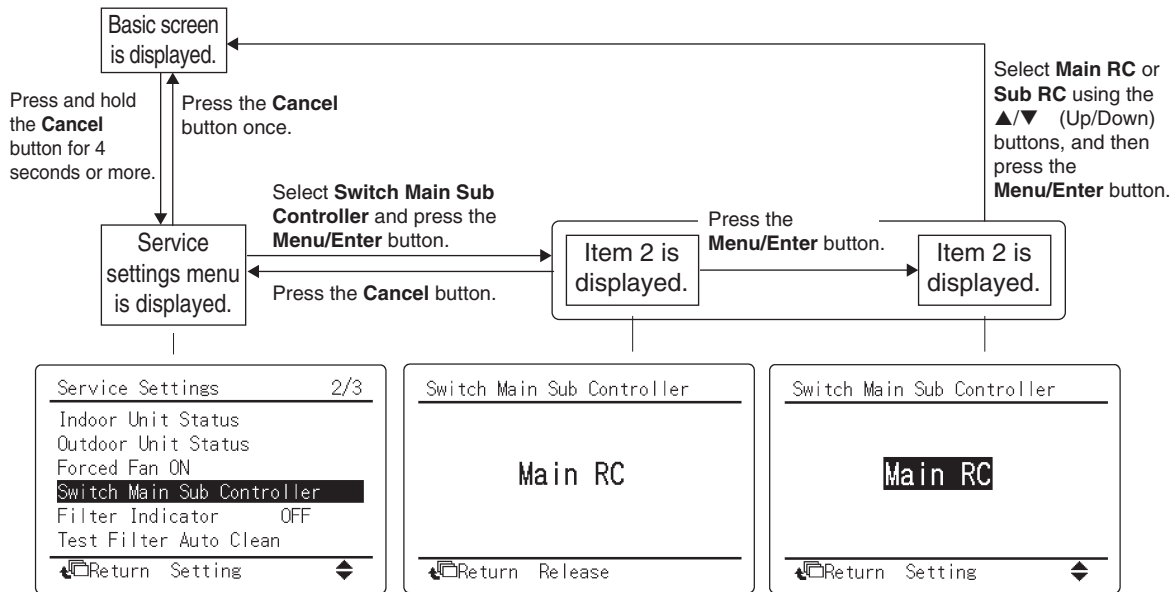 Basic screen
is displayed.
Press and hold
the Cancel
button for 4
seconds or more.
Press the Cancel
button once.
Select Main RC or
Sub RC using the
▲/▼ (Up/Down)
buttons, and then
press the
Menu/Enter button.
Select Switch Main Sub
Controller and press the
Menu/Enter button.
Press the Cancel button.
Service
settings menu
is displayed.
Item 2 is
displayed.
Press the
Menu/Enter button.
Item 2 is
displayed.
Service Settings 2/3
Indoor Unit Status
Outdoor Unit Status
Forced Fan ON
Switch Main Sub Controller
Filter Indicator OFF
Test Filter Auto Clean
Return Setting
Switch Main Sub Controller
Main RC
Return Release
Switch Main Sub Controller
Main RC
Return Setting